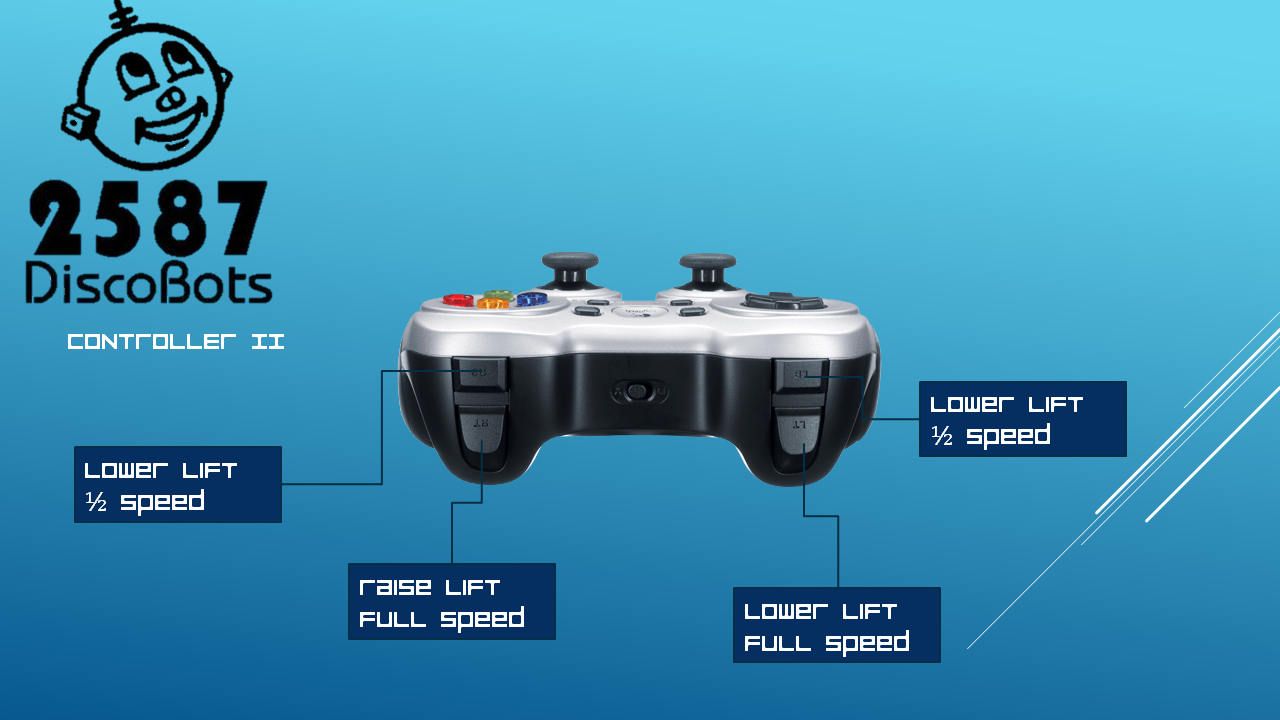 2587
DiscoBots
CONTROLLER II
RB
LB
RT
LT
Lower LIFT
½ speed
Lower LIFT
½ speed
raise LIFT
FULL speed
Lower LIFT
FULL speed